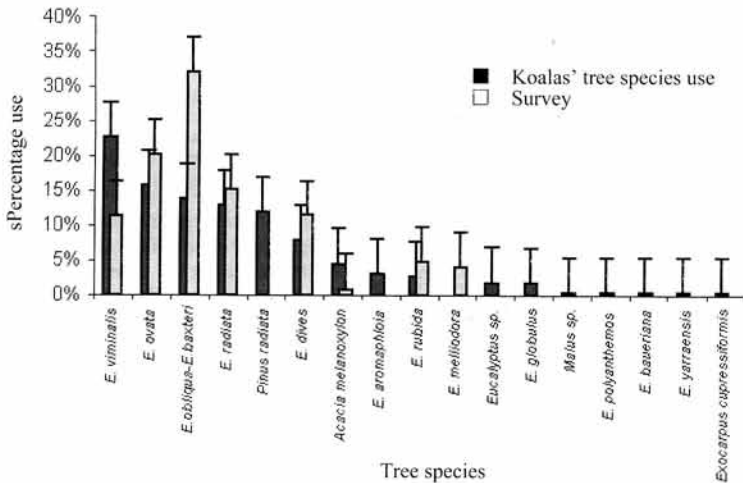 40%
35%
30%
25%
20%
15%
10%
5%
0%
sPercentage use
Koalas' tree species use
Survey
E. viminalis
E. ovata
E.obliqua-E.baxteri
E. radiata
Pinus radiata
E. dives
Acacia melanoxylon
E. aromaphloia
E. rubida
E. melliodora
Eucalyptus sp.
E. globulus
Malus sp.
E. polyanthemos
E. baueriana
E. yarraensis
Exocarpus cupressiformis
Tree species